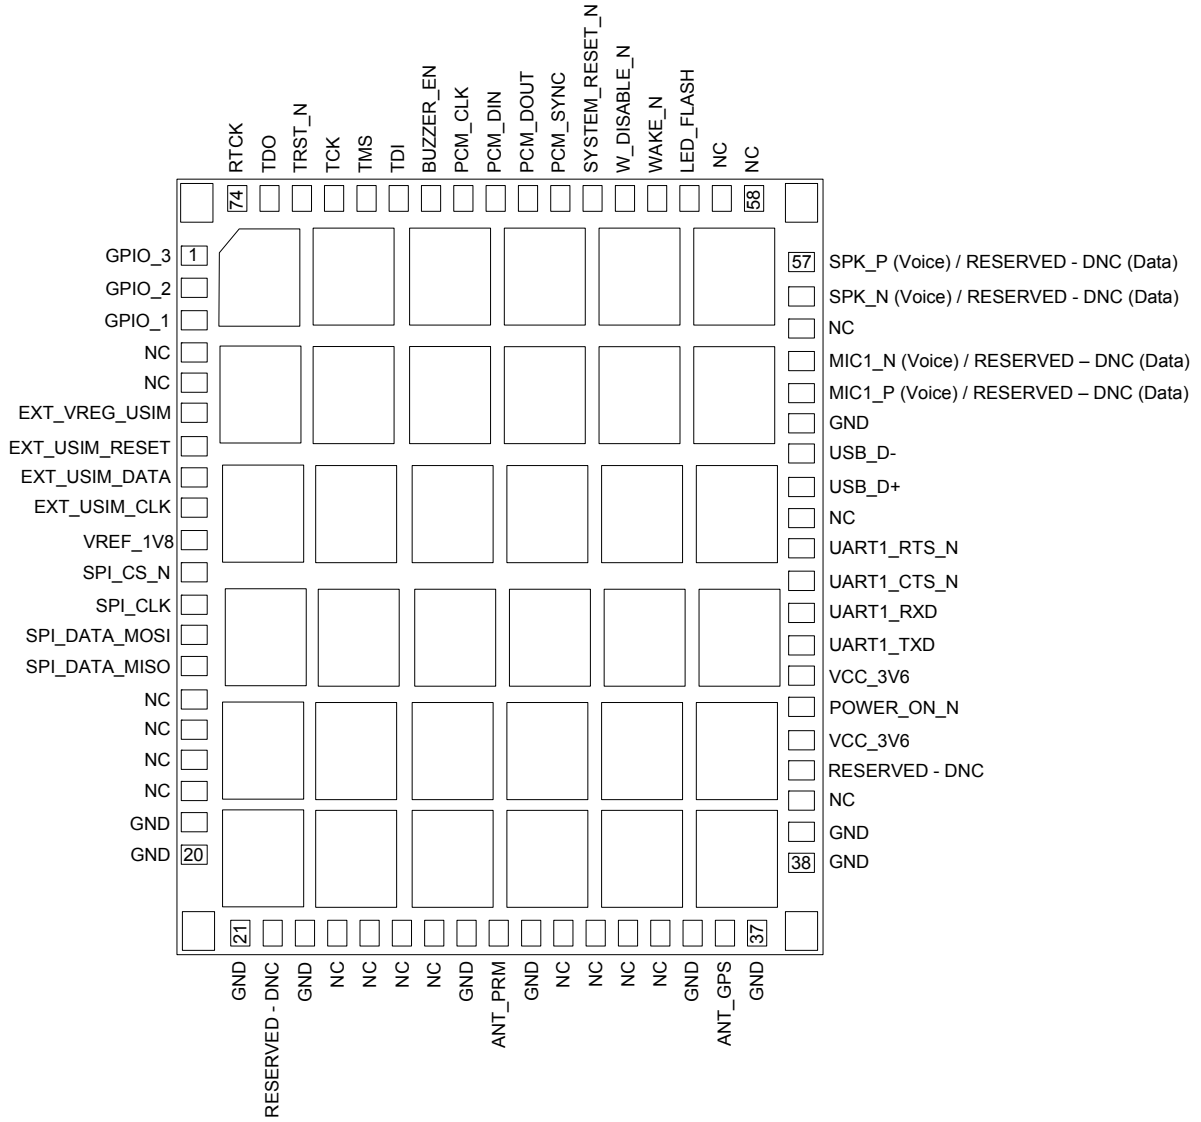 RTCK
TDO
TRST_N
TCK
TMS
TDI
BUZZER_EN
PCM_CLK
PCM_DIN
PCM_DOUT
PCM_SYNC
SYSTEM_RESET_N
W_DISABLE_N
WAKE_N
LED_FLASH
NC
NC
74
58
GPIO_3
1
GPIO_2
GPIO_1
NC
NC
EXT_VREG_USIM
EXT_USIM_RESET
EXT_USIM_DATA
EXT_USIM_CLK
VREF_1V8
SPI_CS_N
SPI_CLK
SPI_DATA_MOSI
SPI_DATA_MISO
NC
NC
NC
NC
GND
GND
20
57
SPK_P (Voice) / RESERVED - DNC (Data)
SPK_N (Voice) / RESERVED - DNC (Data)
NC
MIC1_N (Voice) / RESERVED – DNC (Data)
MIC1_P (Voice) / RESERVED – DNC (Data)
GND
USB_D-
USB_D+
NC
UART1_RTS_N
UART1_CTS_N
UART1_RXD
UART1_TXD
VCC_3V6
POWER_ON_N
VCC_3V6
RESERVED - DNC
NC
GND
38
GND
21
37
GND
RESERVED - DNC
GND
NC
NC
NC
NC
GND
ANT_PRM
GND
NC
NC
NC
NC
GND
ANT_GPS
GND